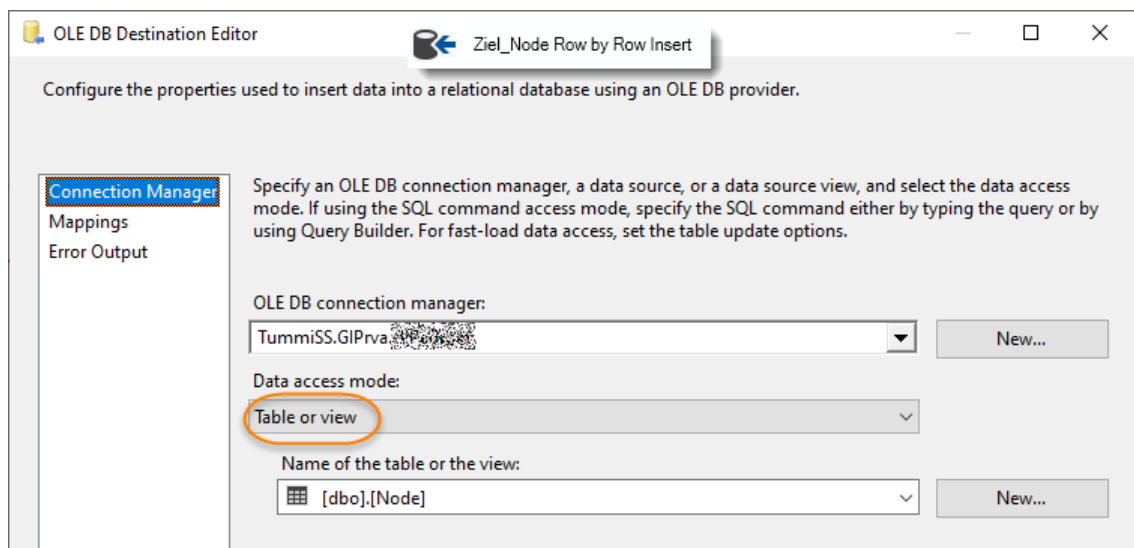 OLE DB Destination Editor
Ziel_Node Row by Row Insert
Configure the properties used to insert data into a relational database using an OLE DB provider.
Connection Manager
Mappings
Error Output
Specify an OLE DB connection manager, a data source, or a data source view, and select the data access
mode. If using the SQL command access mode, specify the SQL command either by typing the query or by
using Query Builder. For fast-load data access, set the table update options.
OLE DB connection manager:
TummiSS.GIPrva.
New...
Data access mode:
Table or view
Name of the table or the view:
[dbo].[Node]
New...